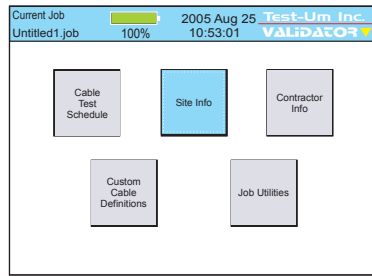 Current Job
Untitled1.job
100%
2005 Aug 25
10:53:01
Test-Um Inc.
VALIDATOR
Cable
Test
Schedule
Site Info
Contractor
Info
Custom
Cable
Definitions
Job Utilities